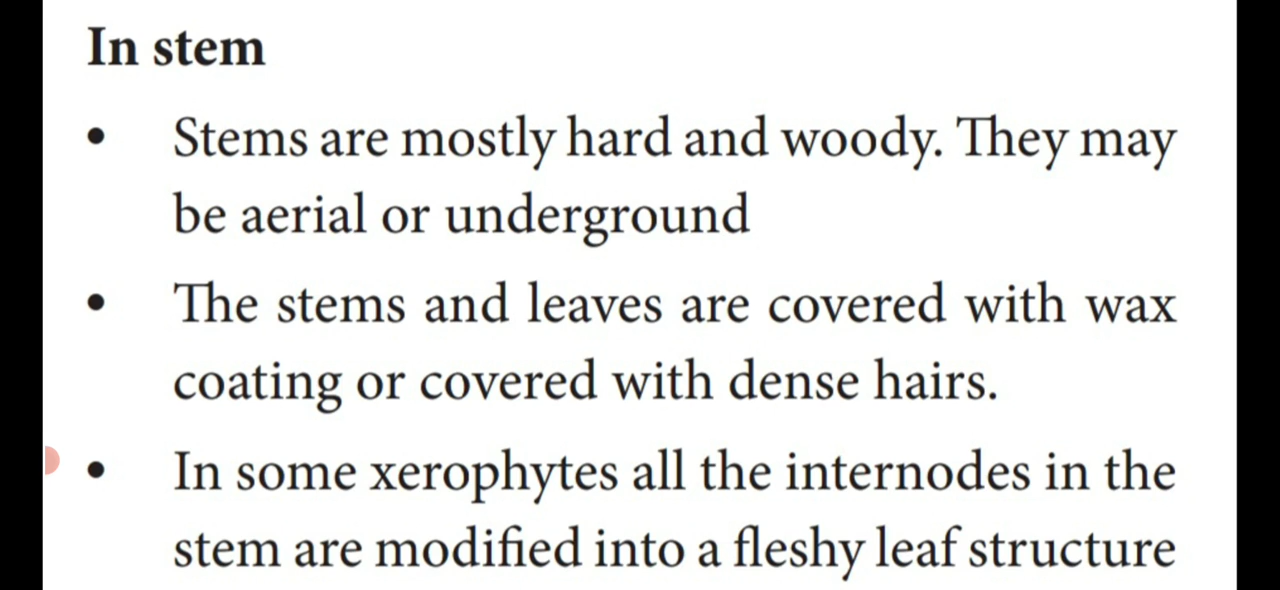 In stem
• Stems are mostly hard and woody. They may
be aerial or underground
• The stems and leaves are covered with wax
coating or covered with dense hairs.
• In some xerophytes all the internodes in the
stem are modified into a fleshy leaf structure